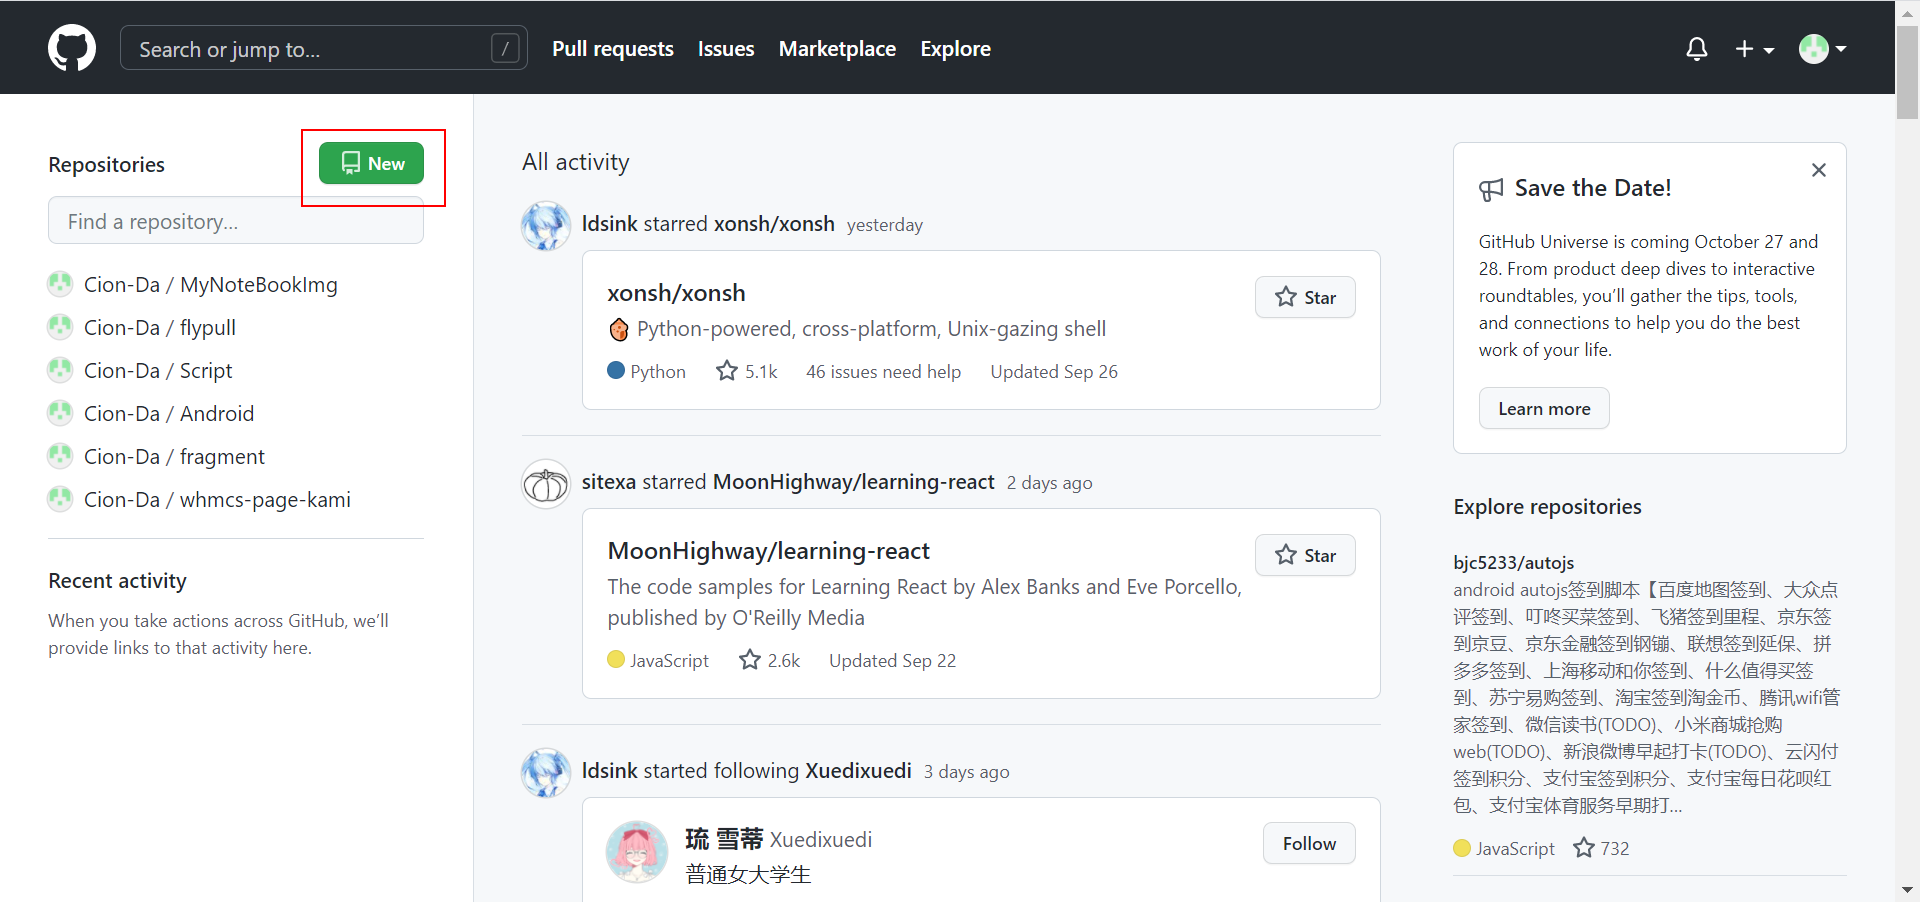 Search or jump to...
/
Pull requests
Issues
Marketplace
Explore
Repositories
New
Find a repository...
Cion-Da / MyNoteBookImg
Cion-Da / flypull
Cion-Da / Script
Cion-Da / Android
Cion-Da / fragment
Cion-Da / whmcs-page-kami
Recent activity
When you take actions across GitHub, we'll
provide links to that activity here.
All activity
ldsink starred xonsh/xonsh yesterday
xonsh/xonsh
Star
Python-powered, cross-platform, Unix-gazing shell
Python 5.1k 46 issues need help Updated Sep 26
sitexa starred MoonHighway/learning-react 2 days ago
MoonHighway/learning-react
Star
The code samples for Learning React by Alex Banks and Eve Porcello,
published by O'Reilly Media
JavaScript 2.6k Updated Sep 22
ldsink started following Xuedixuedi 3 days ago
琉 雪蒂 Xuedixuedi
Follow
普通女大学生
Save the Date!
GitHub Universe is coming October 27 and
28. From product deep dives to interactive
roundtables, you'll gather the tips, tools,
and connections to help you do the best
work of your life.
Learn more
Explore repositories
bjc5233/autojs
android autojs签到脚本【百度地图签到、大众点
评签到、叮咚买菜签到、飞猪签到里程、京东签
到京豆、京东金融签到钢镚、联想签到延保、拼
多多签到、上海移动和你签到、什么值得买签
到、苏宁易购签到、淘宝签到淘金币、腾讯wifi管
家签到、微信读书(TODO)、小米商城抢购
web(TODO)、新浪微博早起打卡(TODO)、云闪付
签到积分、支付宝签到积分、支付宝每日花呗红
包、支付宝体育服务早期打...
JavaScript 732